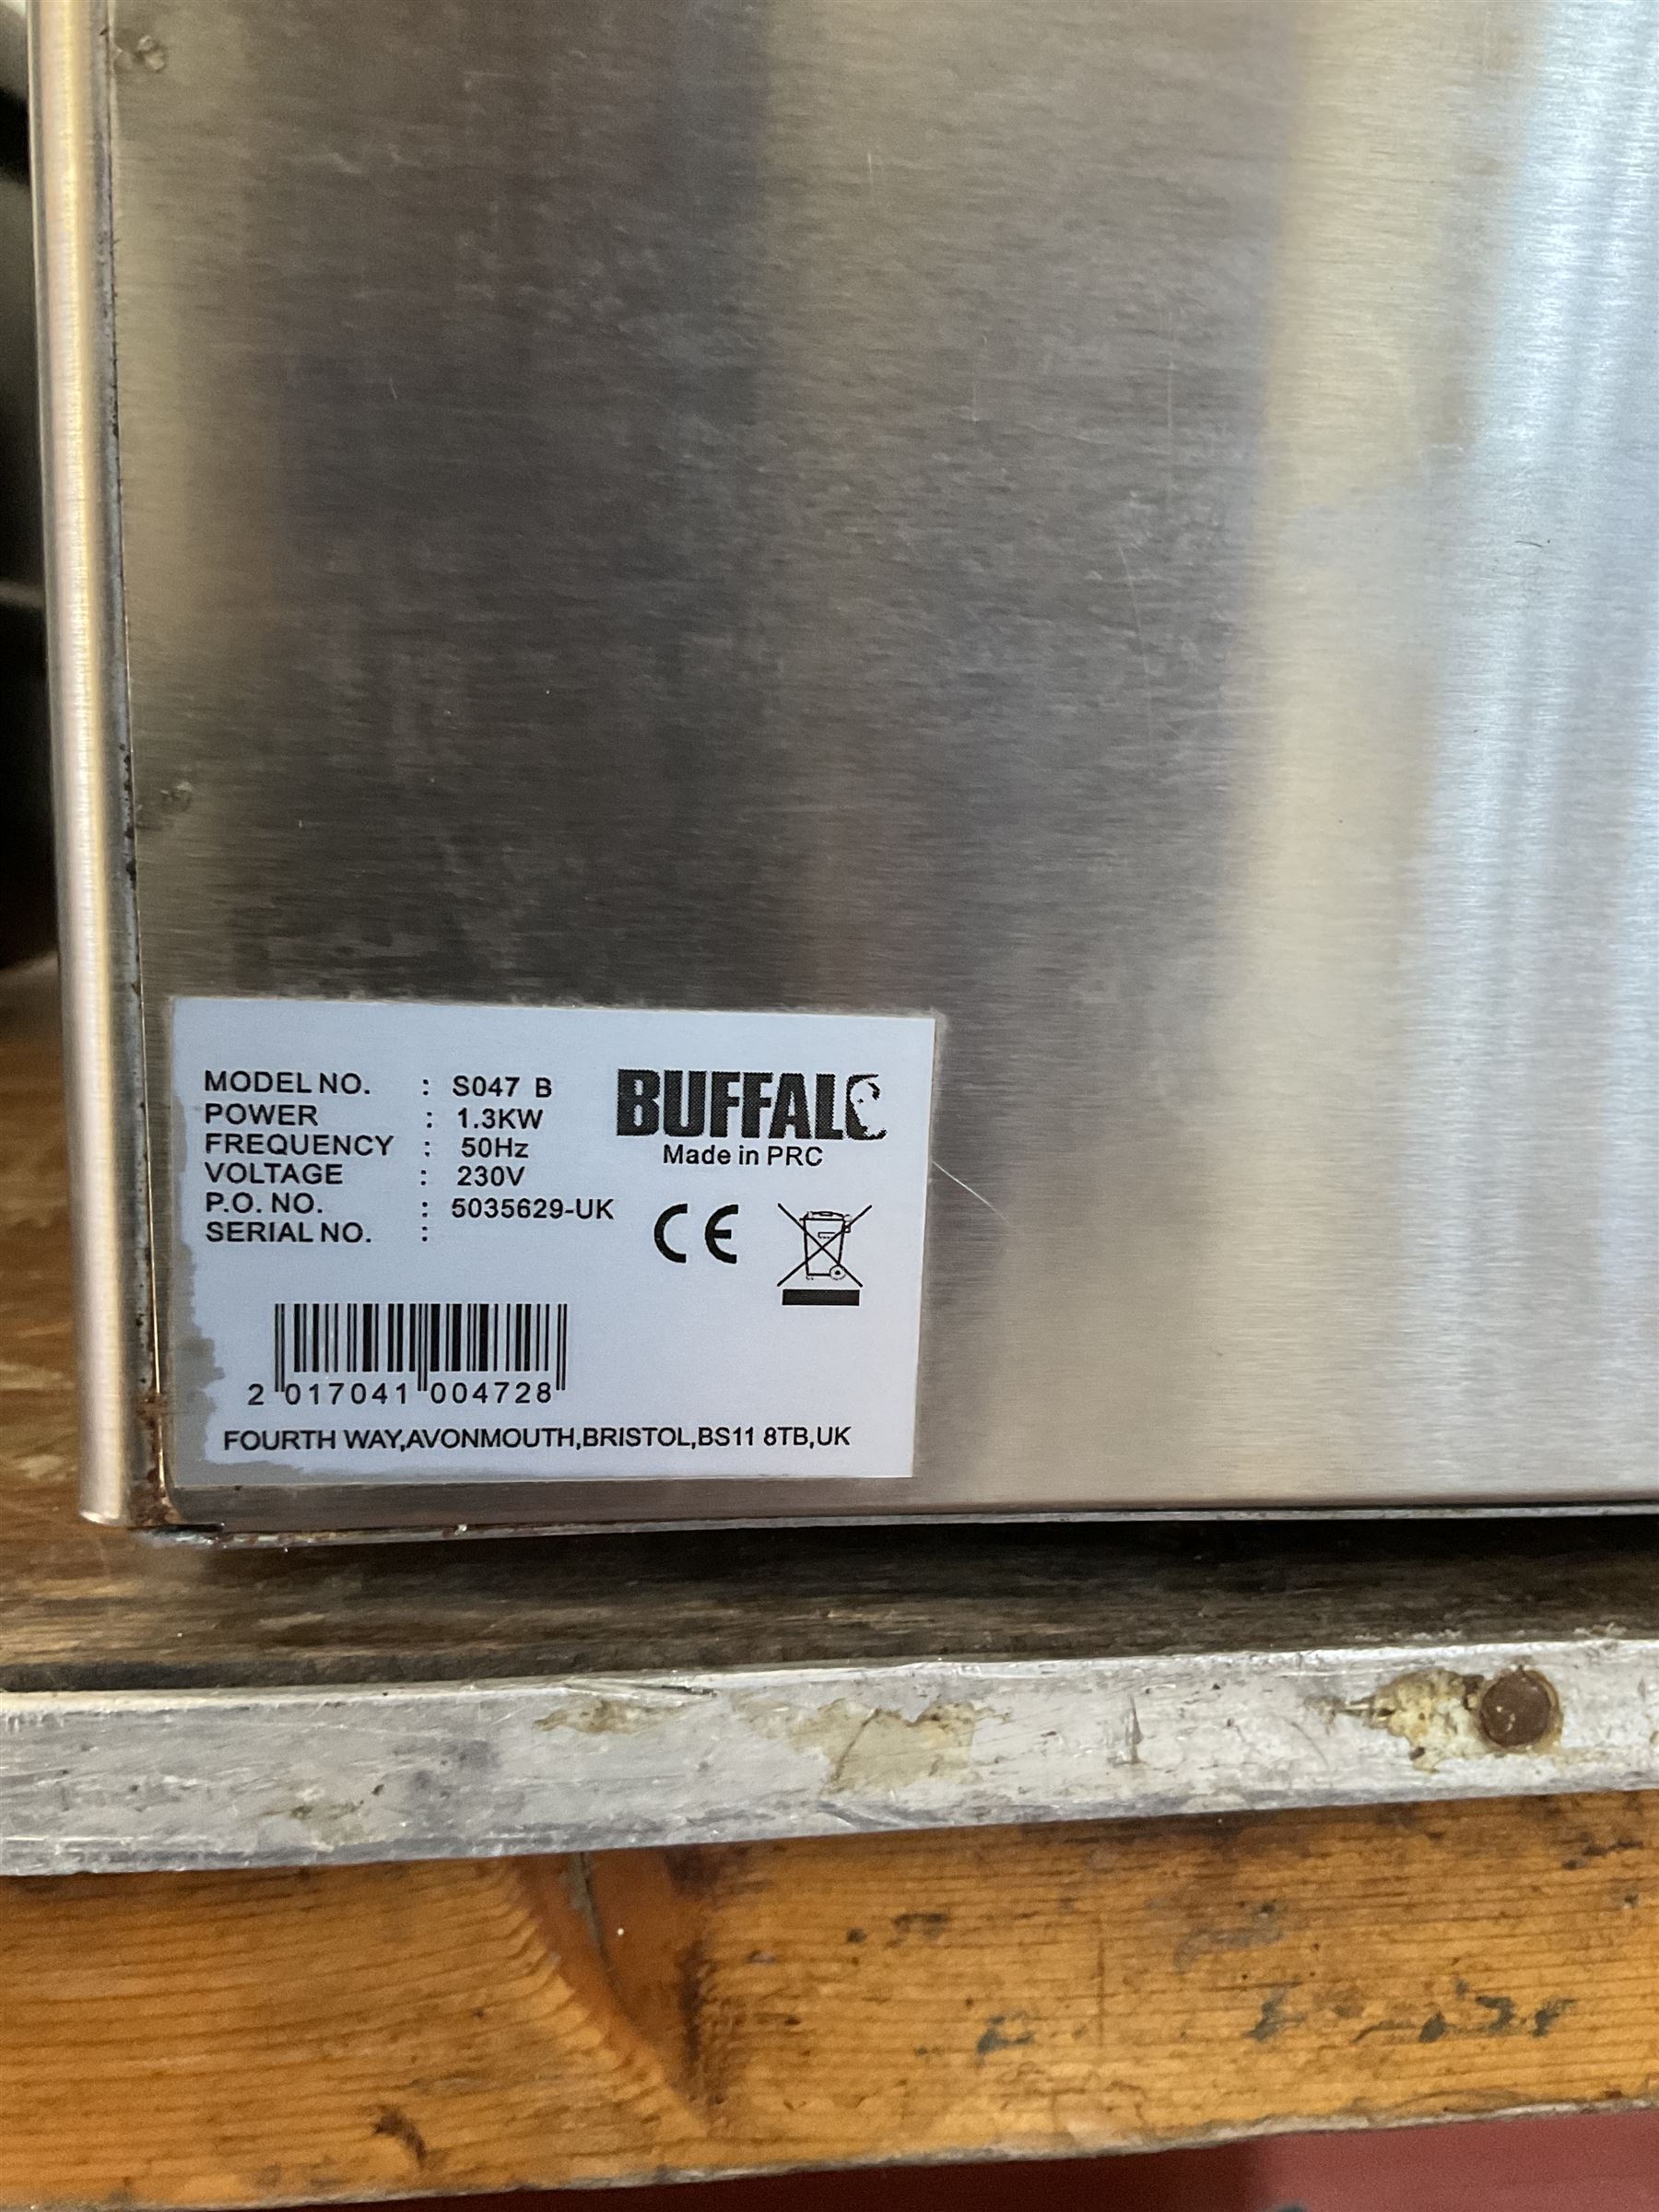 MODEL NO. : S047 B
POWER : 1.3KW
FREQUENCY : 50Hz
VOLTAGE : 230V
P.O. NO. : 5035629-UK
SERIAL NO. :
BUFFALO
Made in PRC
CE
2 017041 004728
FOURTH WAY,AVONMOUTH,BRISTOL,BS11 8TB,UK